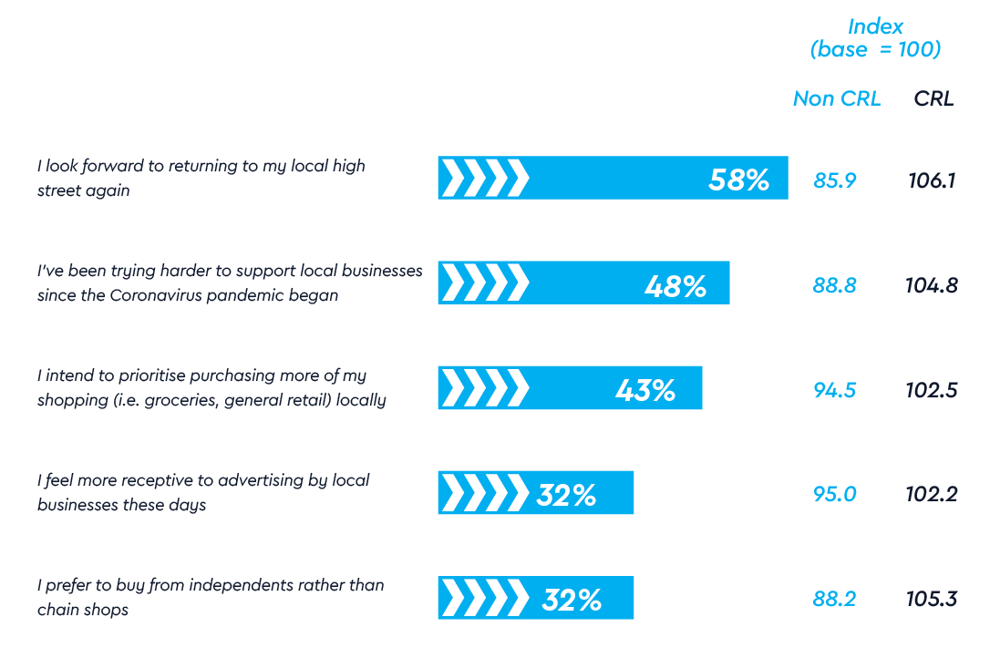 Index
(base = 100)
Non CRL CRL
I look forward to returning to my local high
street again
58% 85.9 106.1
I've been trying harder to support local businesses
since the Coronavirus pandemic began
48% 88.8 104.8
I intend to prioritise purchasing more of my
shopping (i.e. groceries, general retail) locally
43% 94.5 102.5
I feel more receptive to advertising by local
businesses these days
32% 95.0 102.2
I prefer to buy from independents rather than
chain shops
32% 88.2 105.3